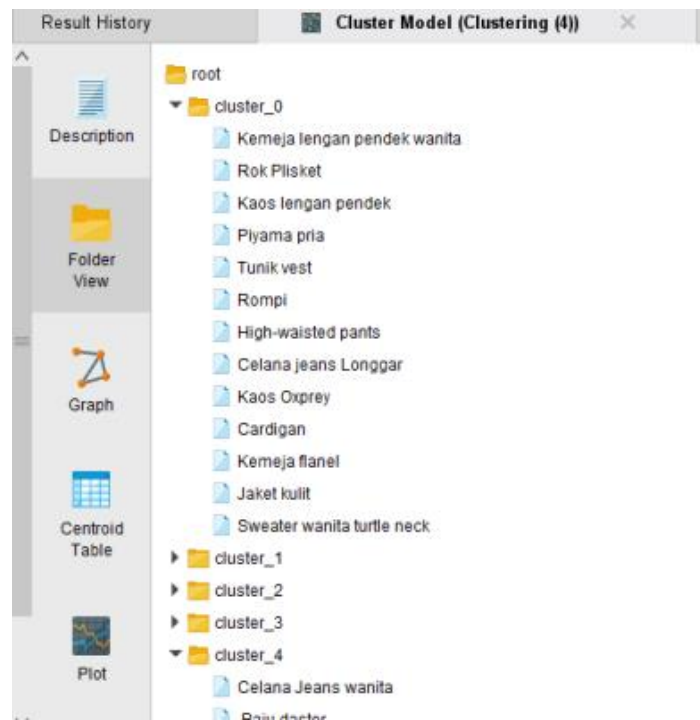 Result History
Cluster Model (Clustering (4))
Description
Folder
View
Graph
Centroid
Table
Plot
root
cluster_0
Kemeja lengan pendek wanita
Rok Plisket
Kaos lengan pendek
Piyama pria
Tunik vest
Rompi
High-waisted pants
Celana jeans Longgar
Kaos Oxprey
Cardigan
Kemeja flanel
Jaket kulit
Sweater wanita turtle neck
cluster_1
cluster_2
cluster_3
cluster_4
Celana Jeans wanita
Baju daster